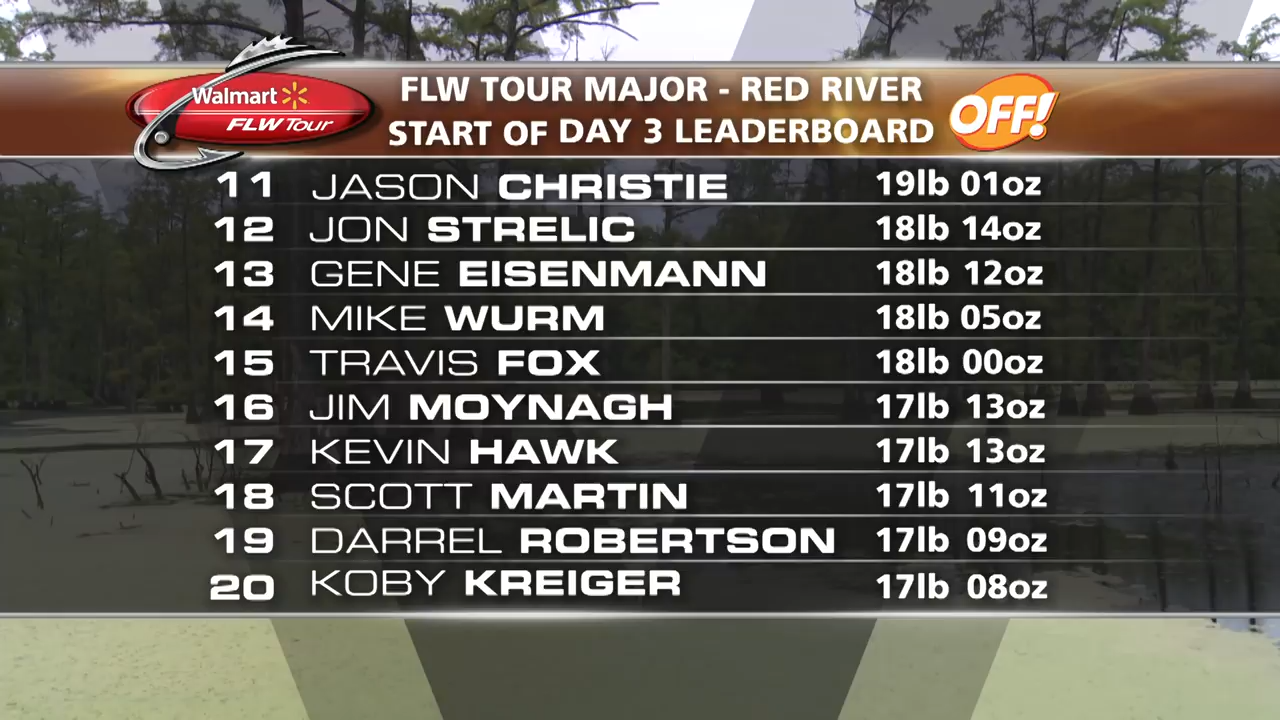 Walmart
FLW TOUR
FLW TOUR MAJOR - RED RIVER
START OF DAY 3 LEADERBOARD
OFF!
11 JASON CHRISTIE 19lb 01oz
12 JON STRELIC 18lb 14oz
13 GENE EISENMANN 18lb 12oz
14 MIKE WURM 18lb 05oz
15 TRAVIS FOX 18lb 00oz
16 JIM MOYNAGH 17lb 13oz
17 KEVIN HAWK 17lb 13oz
18 SCOTT MARTIN 17lb 11oz
19 DARREL ROBERTSON 17lb 09oz
20 KOBY KREIGER 17lb 08oz